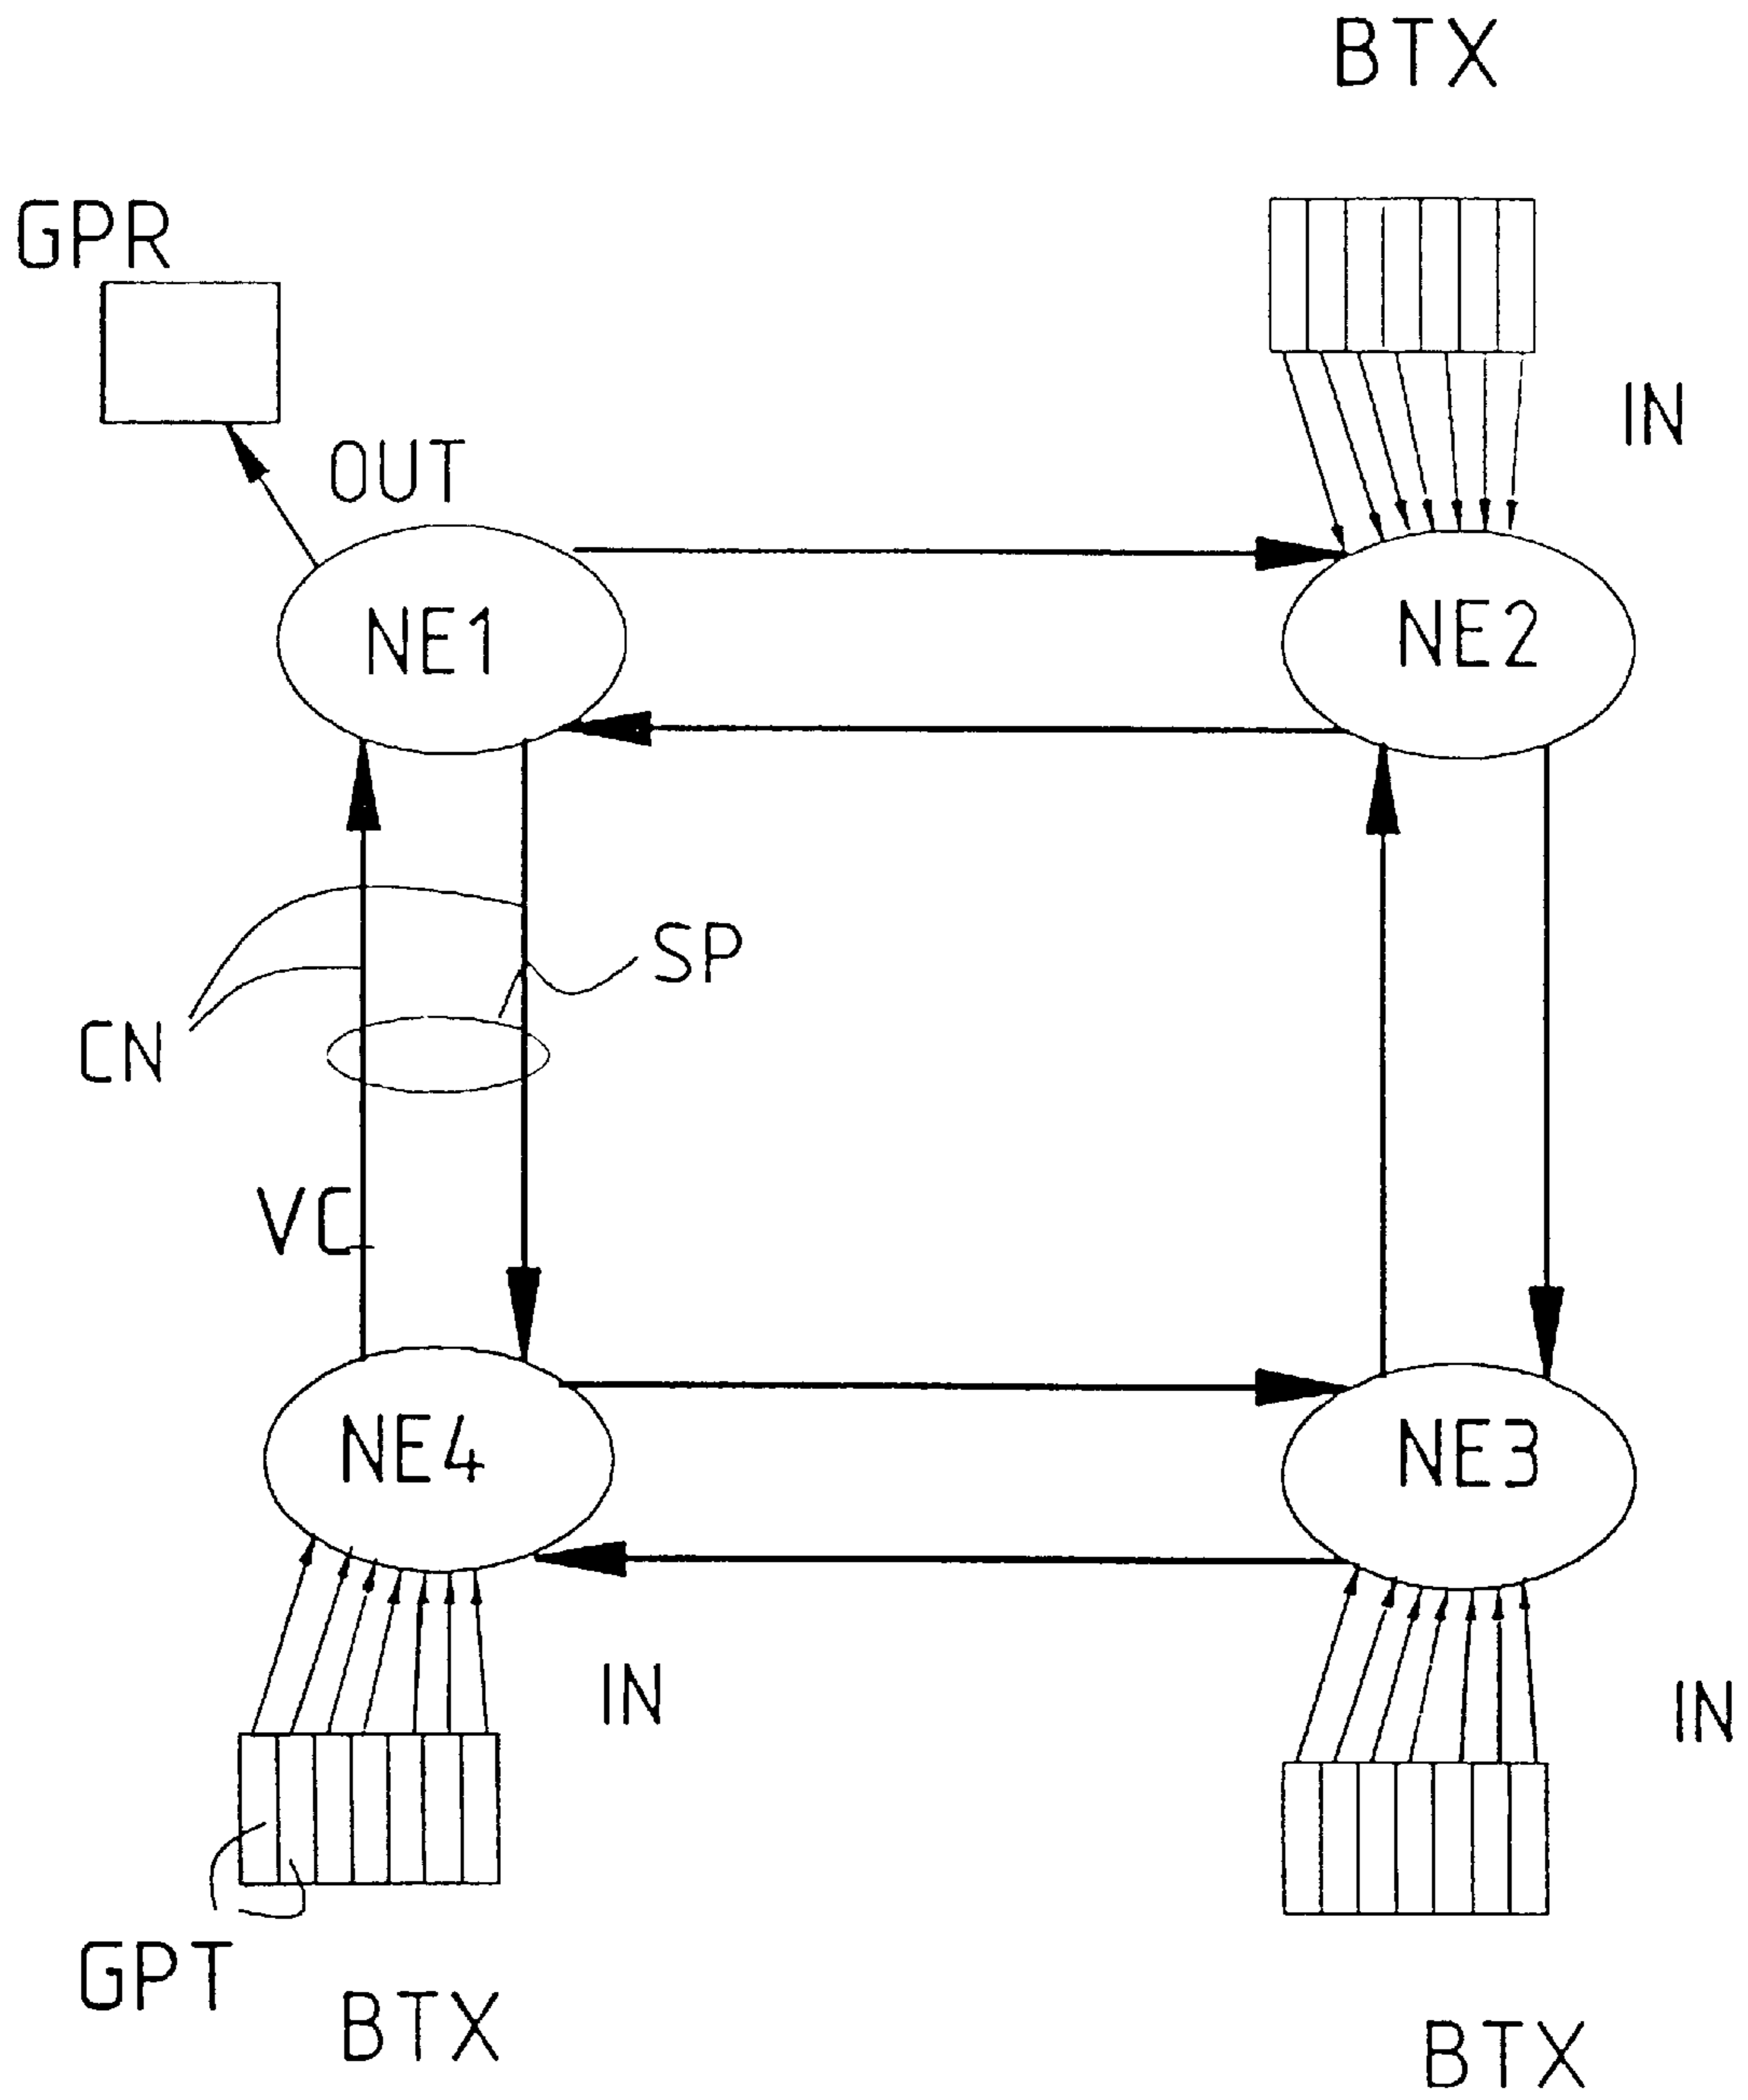 BTX
GPR
IN
OUT
NE1
NE2
SP
CN
VC
NE4
NE3
IN
IN
GPT
BTX
BTX